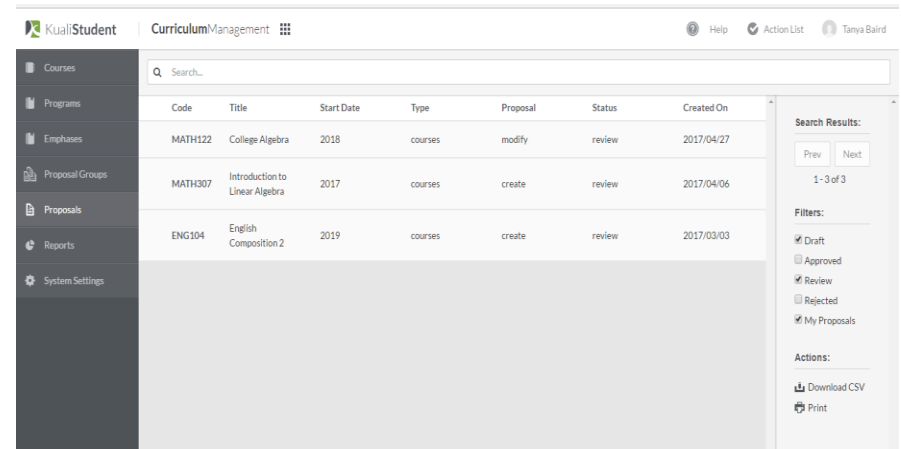 KualiStudent CurriculumManagement Help Action List Tanya Baird
Courses
Programs
Emphases
Proposal Groups
Proposals
Reports
System Settings
Search...
Code Title Start Date Type Proposal Status Created On
MATH122 College Algebra 2018 courses modify review 2017/04/27
MATH307 Introduction to Linear Algebra 2017 courses create review 2017/04/06
ENG104 English Composition 2 2019 courses create review 2017/03/03
Search Results:
Prev Next
1 - 3 of 3
Filters:
Draft
Approved
Review
Rejected
My Proposals
Actions:
Download CSV
Print